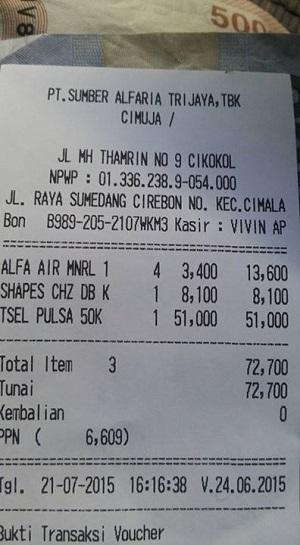 500
V8
PT.SUMBER ALFARIA TRIJAYA,TBK
CIMUJA /
JL MH THAMRIN NO 9 CIKOKOL
NPWP : 01.336.238.9-054.000
JL. RAYA SUMEDANG CIREBON NO. KEC.CIMALA
Bon B989-205-2107WKM3 Kasir : VIVIN AP
ALFA AIR MNRL 1 4 3,400 13,600
SHAPES CHZ DB K 1 8,100 8,100
TSEL PULSA 50K 1 51,000 51,000
Total Item 3 72,700
Tunai 72,700
Kembalian 0
PPN ( 6,609)
Tgl. 21-07-2015 16:16:38 V.24.06.2015
Bukti Transaksi Voucher